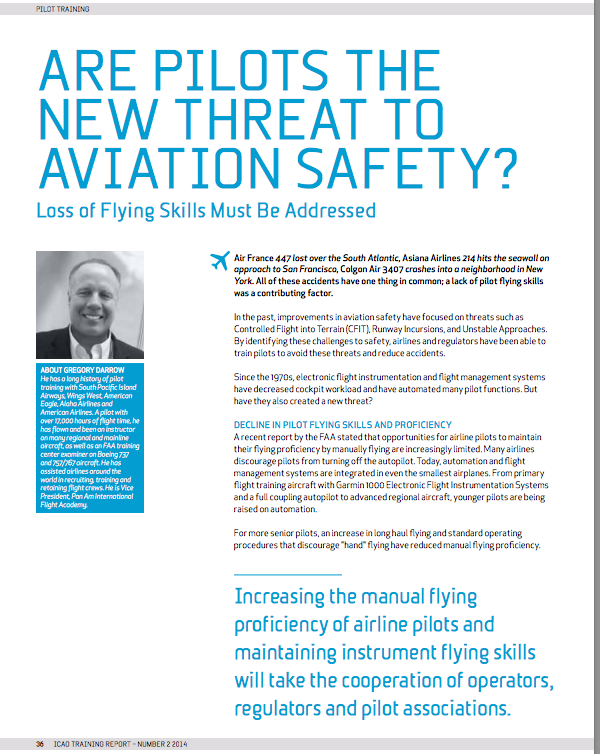 PILOT TRAINING
ARE PILOTS THE
NEW THREAT TO
AVIATION SAFETY?
Loss of Flying Skills Must Be Addressed
ABOUT GREGORY DARROW
He has a long history of pilot
training with South Pacific Island
Airways, Wings West, American
Eagle, Aloha Airlines and
American Airlines. A pilot with
over 17,000 hours of flight time, he
has flown and been an instructor
on many regional and mainline
aircraft, as well as an FAA training
center examiner on Boeing 737
and 757/767 aircraft. He has
assisted airlines around the
world in recruiting, training and
retaining flight crews. He is Vice
President, Pan Am International
Flight Academy.
Air France 447 lost over the South Atlantic, Asiana Airlines 214 hits the seawall on
approach to San Francisco, Colgan Air 3407 crashes into a neighborhood in New
York. All of these accidents have one thing in common; a lack of pilot flying skills
was a contributing factor.
In the past, improvements in aviation safety have focused on threats such as
Controlled Flight into Terrain (CFIT), Runway Incursions, and Unstable Approaches.
By identifying these challenges to safety, airlines and regulators have been able to
train pilots to avoid these threats and reduce accidents.
Since the 1970s, electronic flight instrumentation and flight management systems
have decreased cockpit workload and have automated many pilot functions. But
have they also created a new threat?
DECLINE IN PILOT FLYING SKILLS AND PROFICIENCY
A recent report by the FAA stated that opportunities for airline pilots to maintain
their flying proficiency by manually flying are increasingly limited. Many airlines
discourage pilots from turning off the autopilot. Today, automation and flight
management systems are integrated in even the smallest airplanes. From primary
flight training aircraft with Garmin 1000 Electronic Flight Instrumentation Systems
and a full coupling autopilot to advanced regional aircraft, younger pilots are being
raised on automation.
For more senior pilots, an increase in long haul flying and standard operating
procedures that discourage "hand" flying have reduced manual flying proficiency.
Increasing the manual flying
proficiency of airline pilots and
maintaining instrument flying skills
will take the cooperation of operators,
regulators and pilot associations.
36 ICAO TRAINING REPORT – NUMBER 2 2014